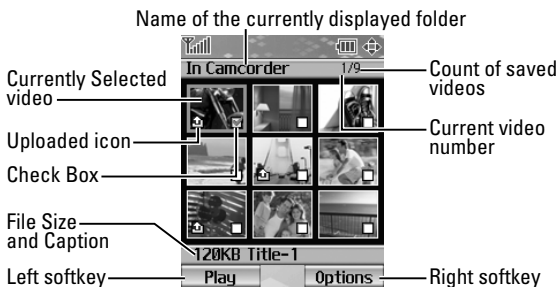 Name of the currently displayed folder
In Camcorder 1/9
Currently Selected
video
Count of saved
videos
Uploaded icon
Current video
number
Check Box
File Size
and Caption
120KB Title-1
Left softkey
Play
Options
Right softkey